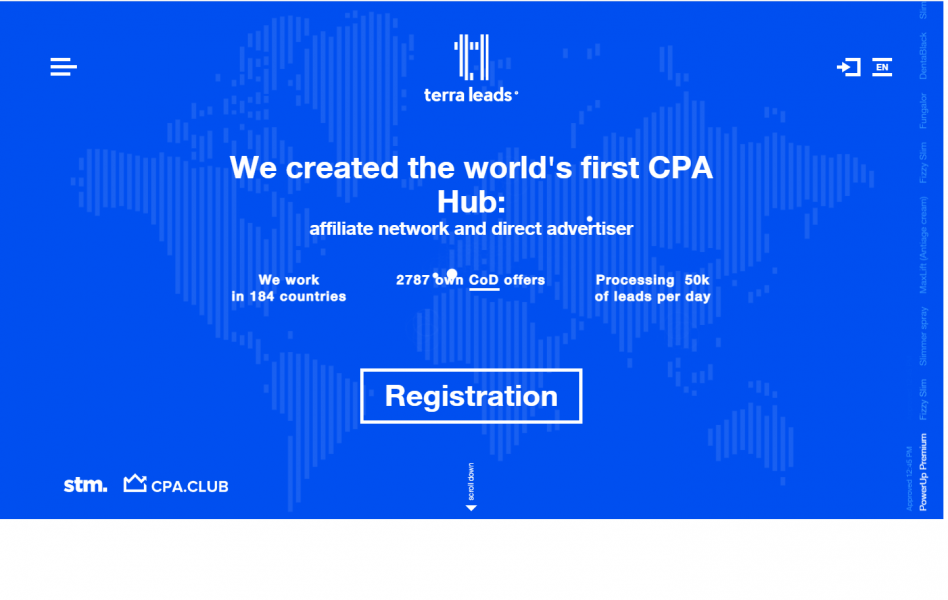 terra leads
EN
We created the world's first CPA
Hub:
affiliate network and direct advertiser
We work
in 184 countries
2787 own CoD offers
Processing 50k
of leads per day
Registration
stm.
CPA.CLUB
scroll down
Approved 12:48 PM
PowerUp Premium
Fizzy Slim
Slimmer spray
MaxLift (Antiage cream)
Fizzy Slim
Fungalor
DentaBlack